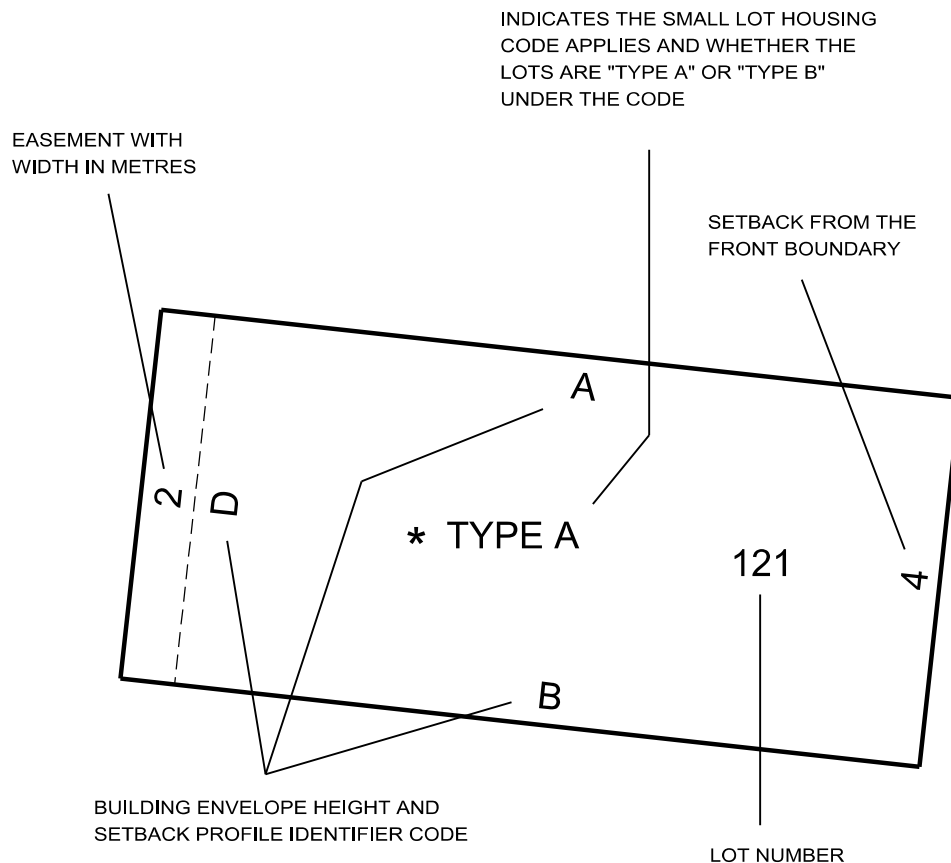 INDICATES THE SMALL LOT HOUSING
CODE APPLIES AND WHETHER THE
LOTS ARE "TYPE A" OR "TYPE B"
UNDER THE CODE
EASEMENT WITH
WIDTH IN METRES
SETBACK FROM THE
FRONT BOUNDARY
A
2
D
* TYPE A
121
4
B
BUILDING ENVELOPE HEIGHT AND
SETBACK PROFILE IDENTIFIER CODE
LOT NUMBER